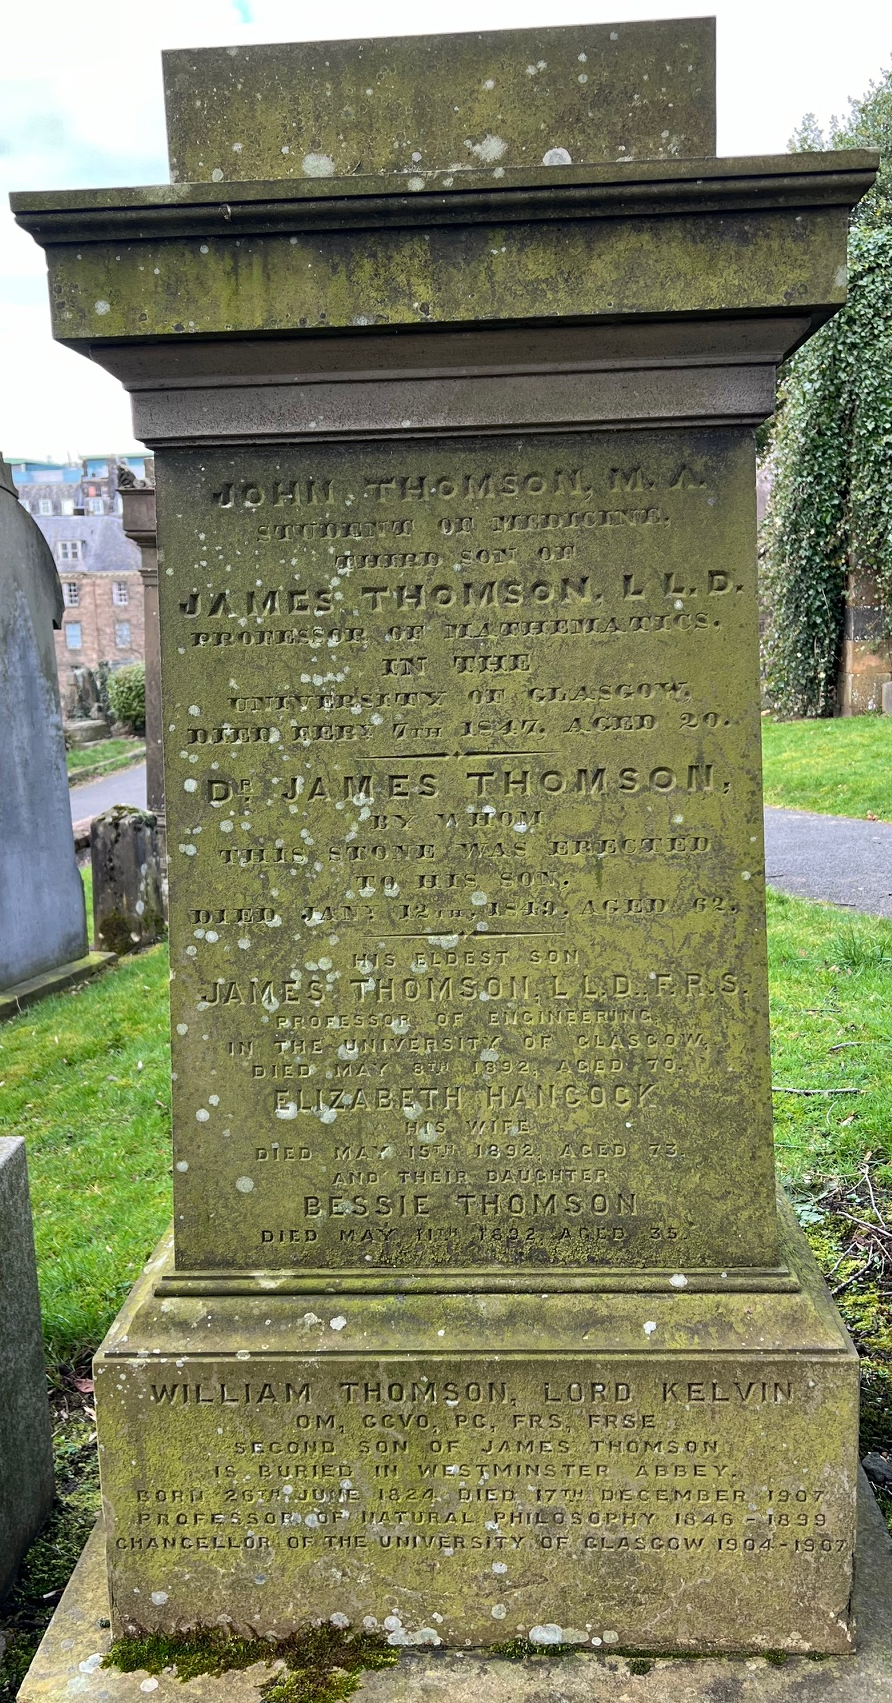 JOHN THOMSON, M. A.
STUDENT OF MEDICINE.
THIRD SON OF
JAMES THOMSON, L L. D.
PROFESSOR OF MATHEMATICS.
IN THE
UNIVERSITY OF GLASGOW.
DIED FEBY 7TH 1847. AGED 20.
DR JAMES THOMSON,
BY WHOM
THIS STONE WAS ERECTED
TO HIS SON.
DIED JANY 12TH, 1849. AGED 62.
HIS ELDEST SON
JAMES THOMSON, L L.D., F.R.S.
PROFESSOR OF ENGINEERING,
IN THE UNIVERSITY OF GLASGOW,
DIED MAY 8TH 1892, AGED 70.
ELIZABETH HANCOCK
HIS WIFE
DIED MAY 15TH 1892, AGED 73.
AND THEIR DAUGHTER
BESSIE THOMSON
DIED MAY 11TH 1892, AGED 35.
WILLIAM THOMSON, LORD KELVIN
OM, GCVO, PC, FRS, FRSE
SECOND SON OF JAMES THOMSON
IS BURIED IN WESTMINSTER ABBEY.
BORN 26TH JUNE 1824. DIED 17TH DECEMBER 1907
PROFESSOR OF NATURAL PHILOSOPHY 1846 - 1899
CHANCELLOR OF THE UNIVERSITY OF GLASGOW 1904 - 1907